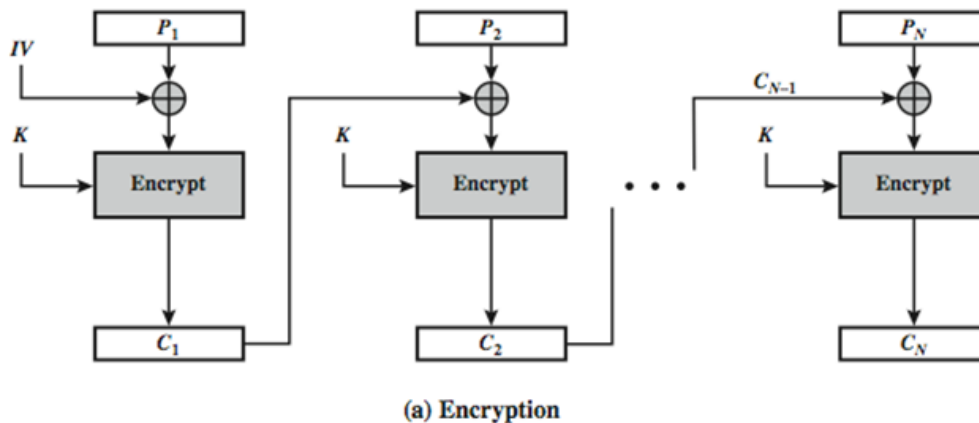 P1 P2 PN
IV
CN–1
K K K
Encrypt Encrypt Encrypt
C1 C2 CN
(a) Encryption